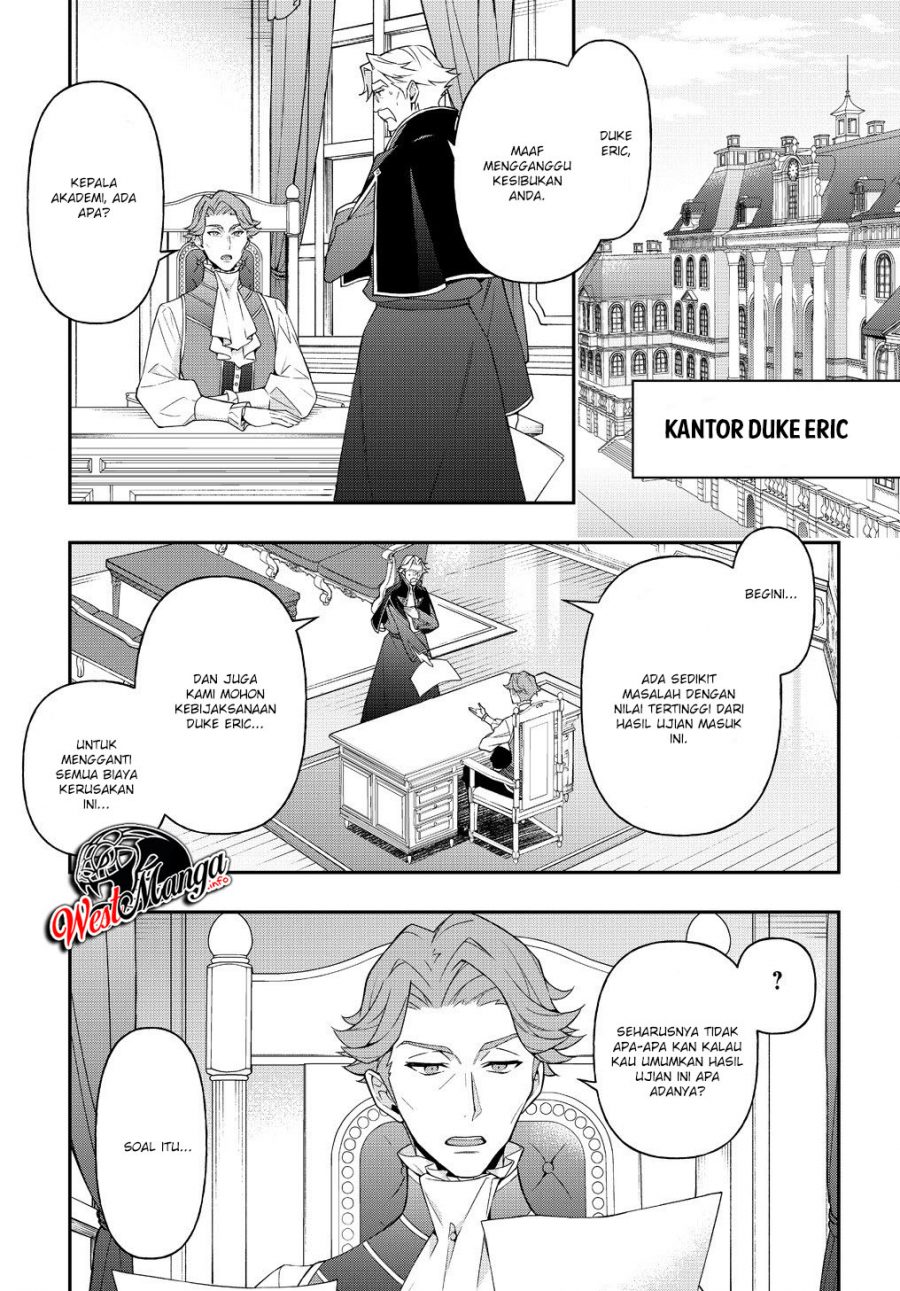 KANTOR DUKE ERIC
DUKE
ERIC,
MAAF
MENGGANGGU
KESIBUKAN
ANDA.
KEPALA
AKADEMI, ADA
APA?
BEGINI...
ADA SEDIKIT
MASALAH DENGAN
NILAI TERTINGGI DARI
HASIL UJIAN MASUK
INI.
DAN JUGA
KAMI MOHON
KEBIJAKSANAAN
DUKE ERIC...
UNTUK
MENGGANTI
SEMUA BIAYA
KERUSAKAN
INI...
WESTMANGA
.info
?
SEHARUSNYA TIDAK
APA-APA KAN KALAU
KAU UMUMKAN HASIL
UJIAN INI APA
ADANYA?
SOAL ITU...